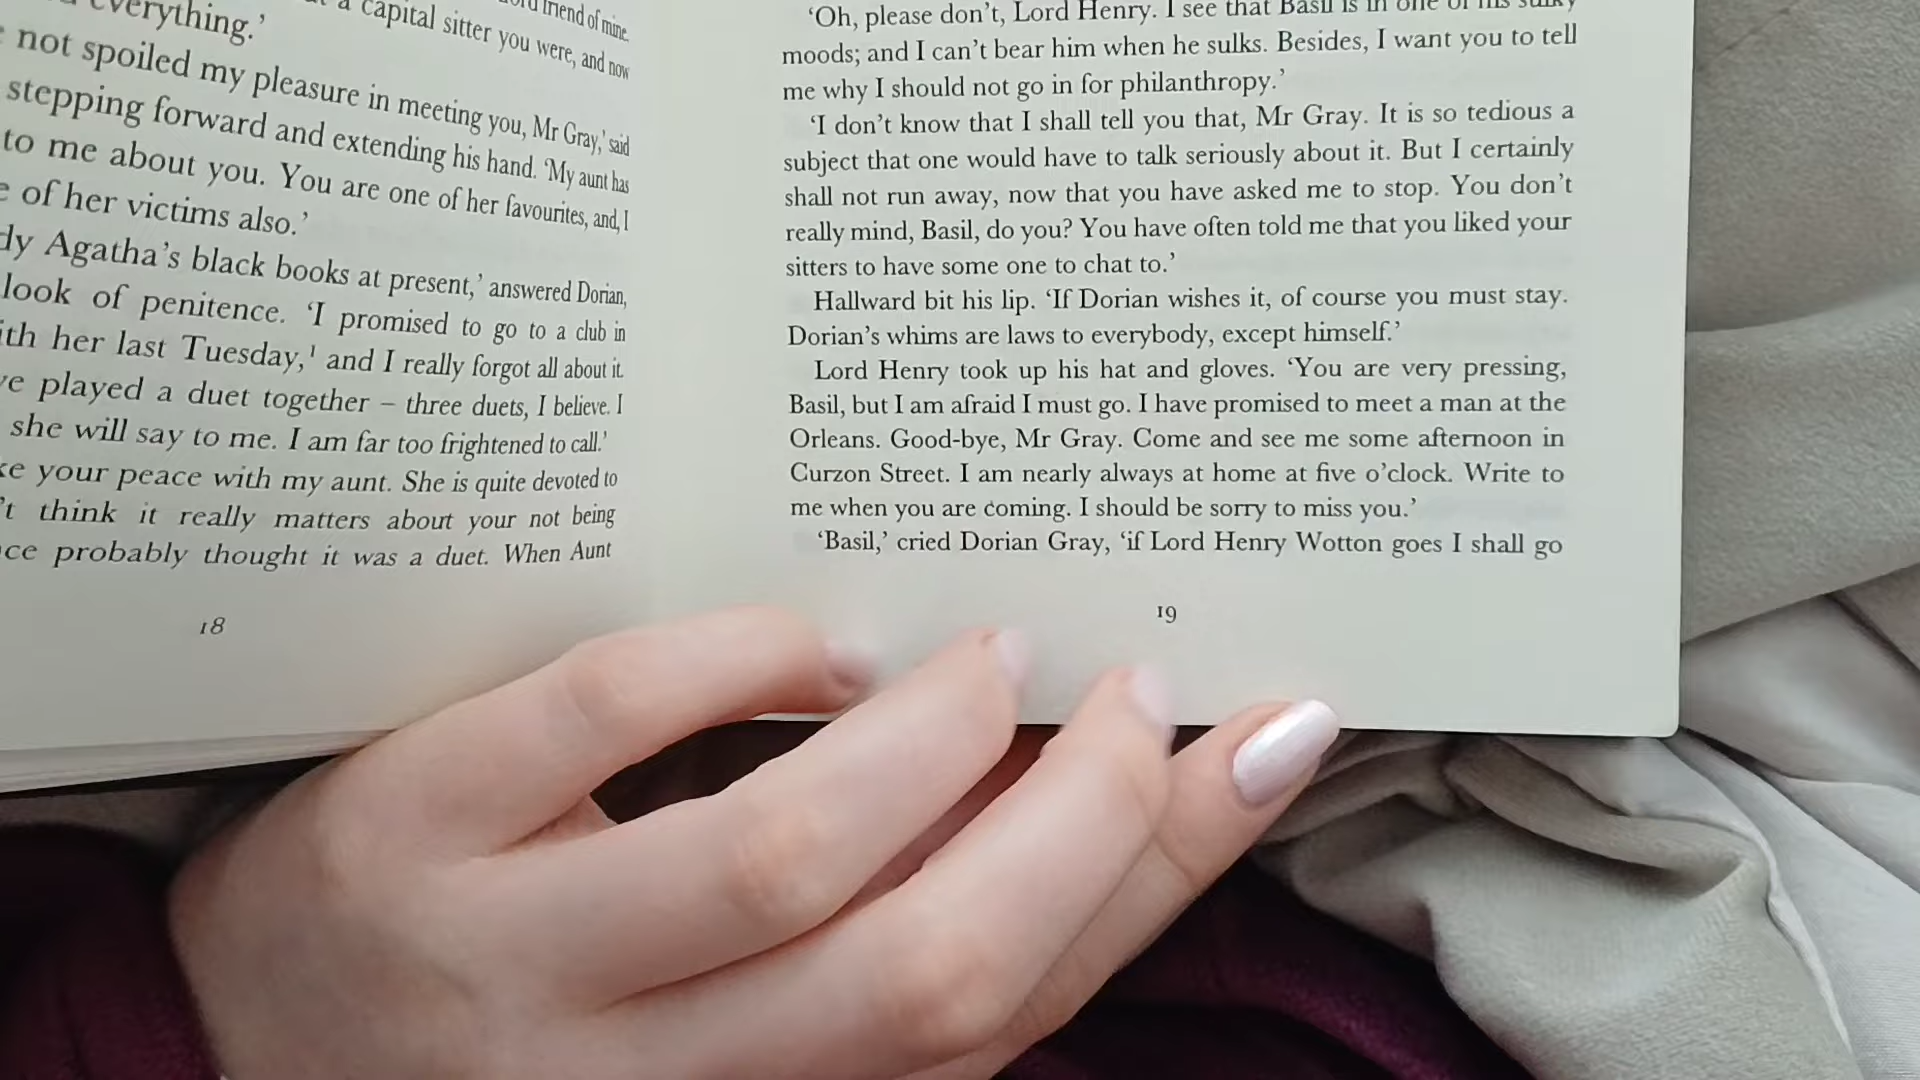 everything.'
a capital sitter you were, and now
not spoiled my pleasure in meeting you, Mr Gray,' said
stepping forward and extending his hand. 'My aunt has
to me about you. You are one of her favourites, and, I
of her victims also.'
Agatha's black books at present,' answered Dorian,
look of penitence. 'I promised to go to a club in
her last Tuesday,¹ and I really forgot all about it.
played a duet together – three duets, I believe. I
she will say to me. I am far too frightened to call.'
your peace with my aunt. She is quite devoted to
think it really matters about your not being
probably thought it was a duet. When Aunt
18
'Oh, please don't, Lord Henry. I see that Basil is in one of his sulky
moods; and I can't bear him when he sulks. Besides, I want you to tell
me why I should not go in for philanthropy.'
'I don't know that I shall tell you that, Mr Gray. It is so tedious a
subject that one would have to talk seriously about it. But I certainly
shall not run away, now that you have asked me to stop. You don't
really mind, Basil, do you? You have often told me that you liked your
sitters to have some one to chat to.'
Hallward bit his lip. 'If Dorian wishes it, of course you must stay.
Dorian's whims are laws to everybody, except himself.'
Lord Henry took up his hat and gloves. 'You are very pressing,
Basil, but I am afraid I must go. I have promised to meet a man at the
Orleans. Good-bye, Mr Gray. Come and see me some afternoon in
Curzon Street. I am nearly always at home at five o'clock. Write to
me when you are coming. I should be sorry to miss you.'
'Basil,' cried Dorian Gray, 'if Lord Henry Wotton goes I shall go
19